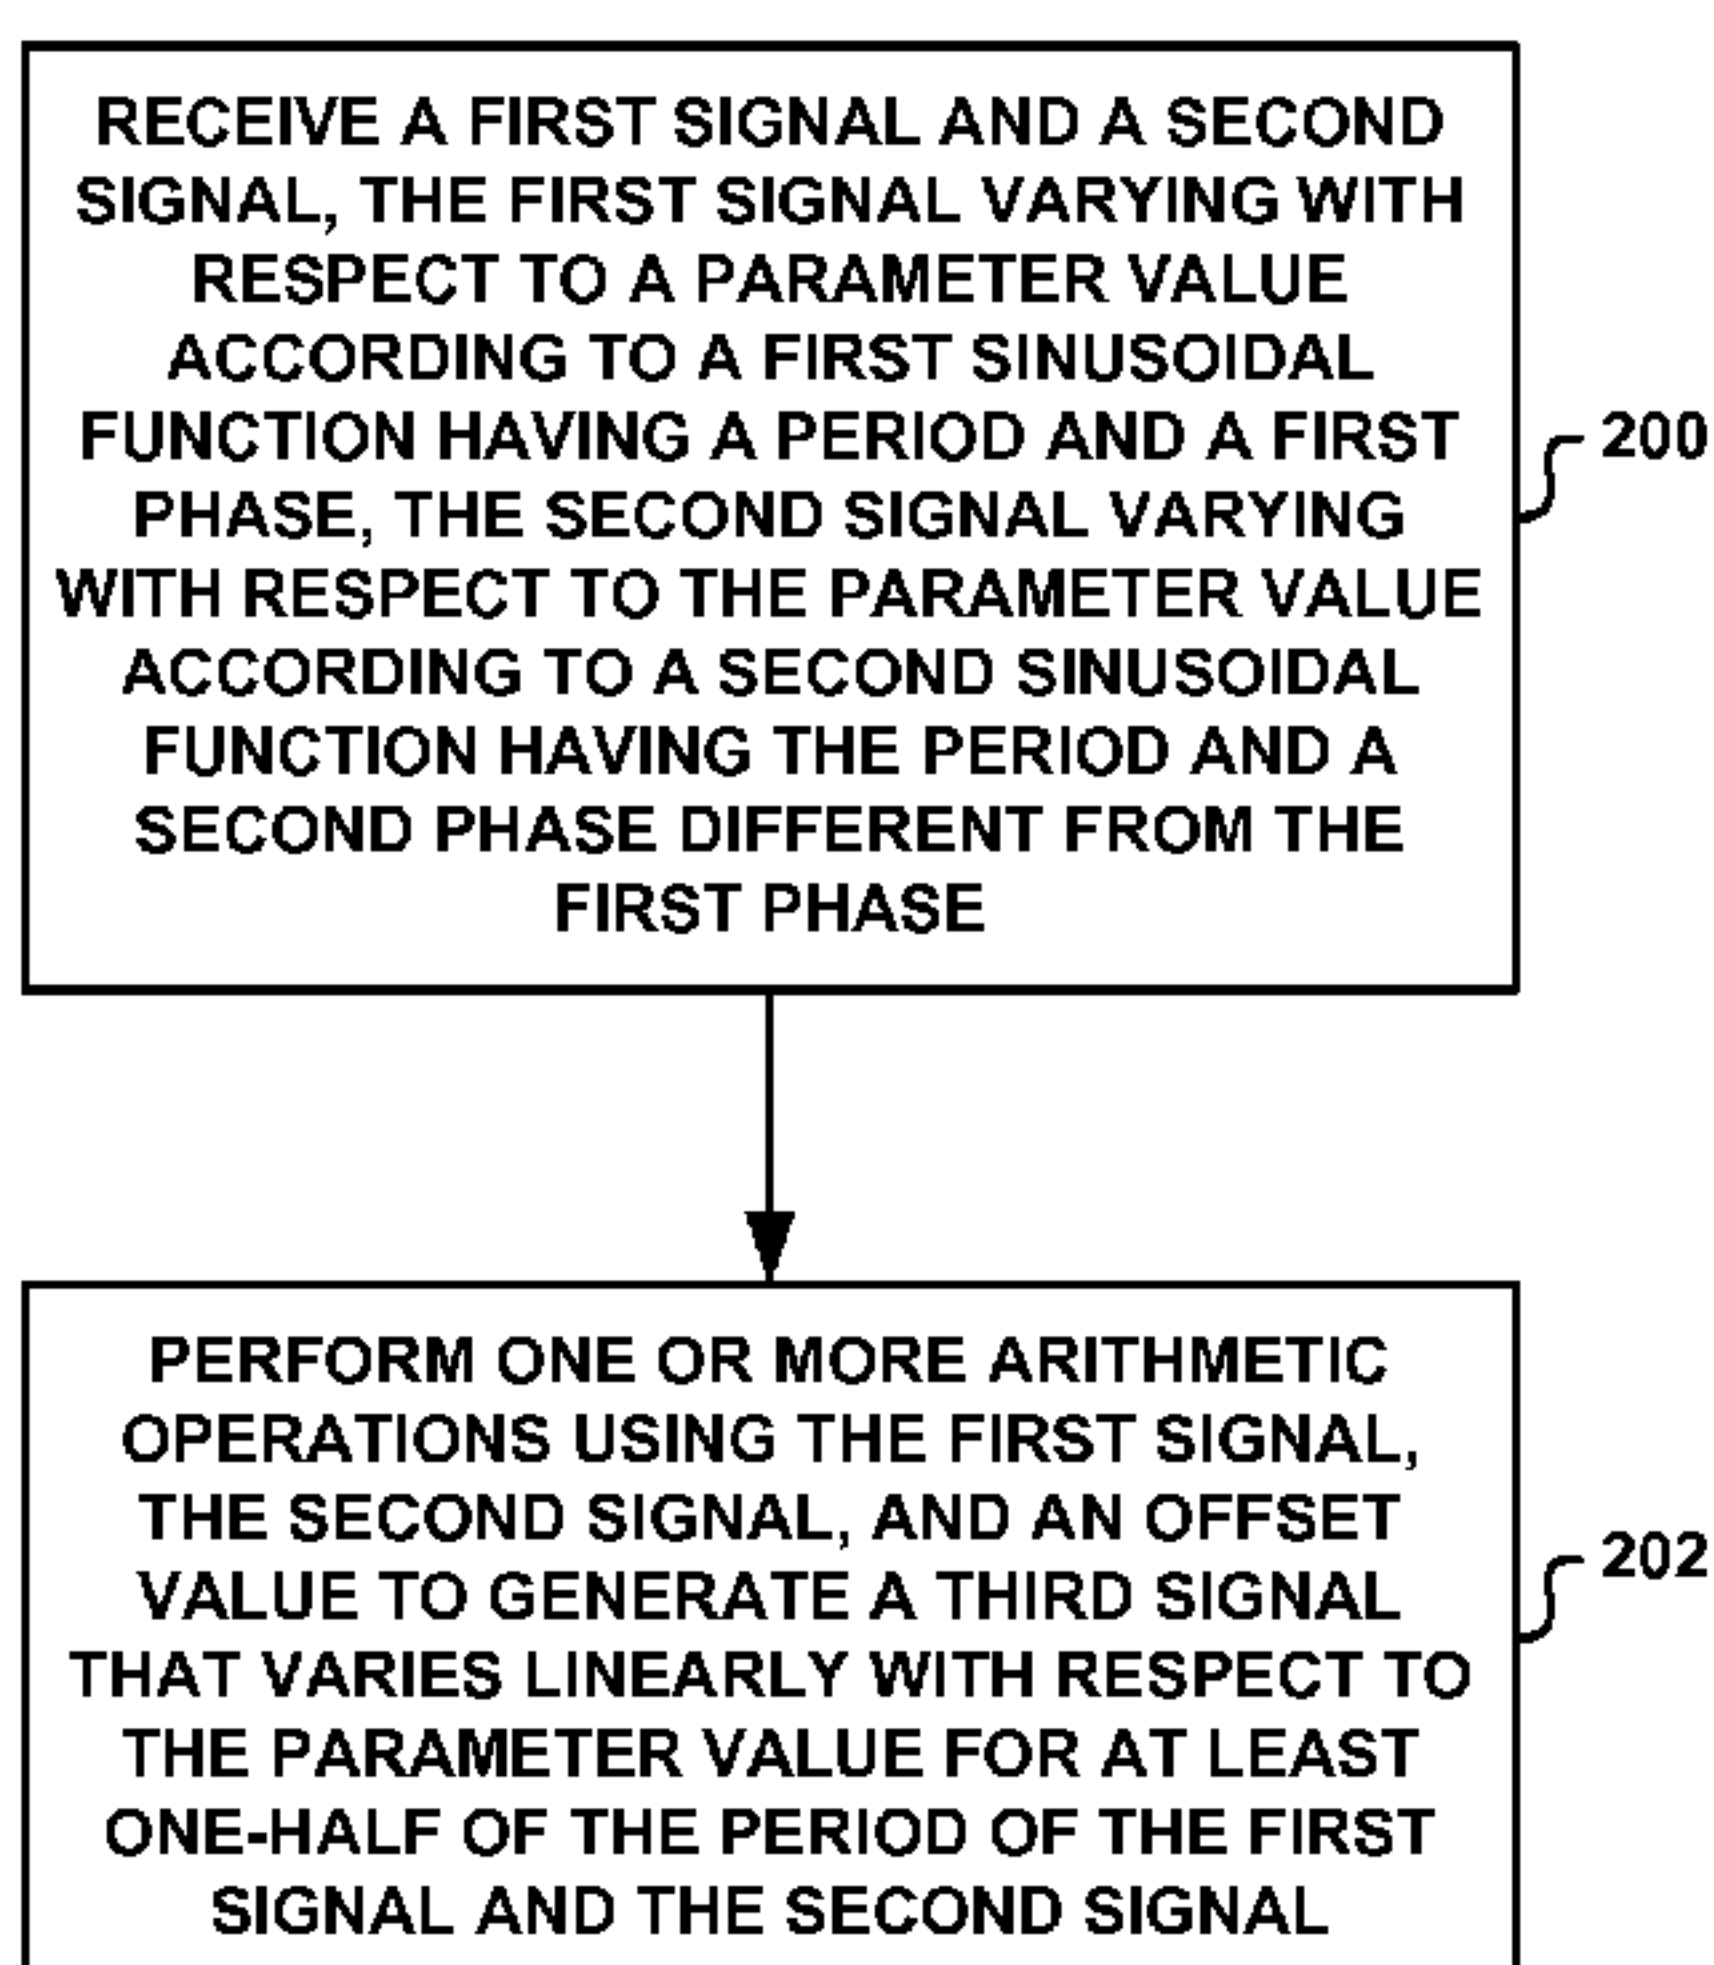 RECEIVE A FIRST SIGNAL AND A SECOND
SIGNAL, THE FIRST SIGNAL VARYING WITH
RESPECT TO A PARAMETER VALUE
ACCORDING TO A FIRST SINUSOIDAL
FUNCTION HAVING A PERIOD AND A FIRST
PHASE, THE SECOND SIGNAL VARYING
WITH RESPECT TO THE PARAMETER VALUE
ACCORDING TO A SECOND SINUSOIDAL
FUNCTION HAVING THE PERIOD AND A
SECOND PHASE DIFFERENT FROM THE
FIRST PHASE
200
PERFORM ONE OR MORE ARITHMETIC
OPERATIONS USING THE FIRST SIGNAL,
THE SECOND SIGNAL, AND AN OFFSET
VALUE TO GENERATE A THIRD SIGNAL
THAT VARIES LINEARLY WITH RESPECT TO
THE PARAMETER VALUE FOR AT LEAST
ONE-HALF OF THE PERIOD OF THE FIRST
SIGNAL AND THE SECOND SIGNAL
202